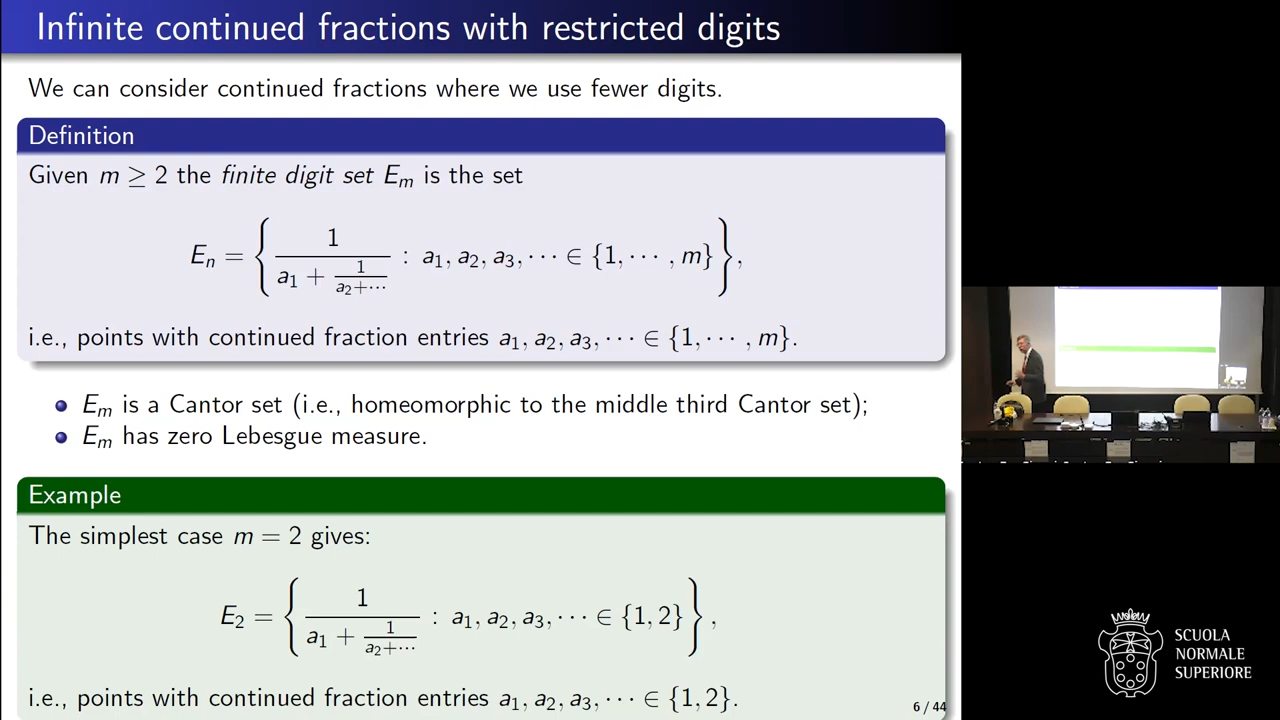 Infinite continued fractions with restricted digits
We can consider continued fractions where we use fewer digits.
Definition
Given m ≥ 2 the finite digit set E_m is the set
E_n = { 1 / (a_1 + 1 / (a_2+⋯)) : a_1, a_2, a_3, ⋯ ∈ {1, ⋯ , m} },
i.e., points with continued fraction entries a_1, a_2, a_3, ⋯ ∈ {1, ⋯ , m}.
E_m is a Cantor set (i.e., homeomorphic to the middle third Cantor set);
E_m has zero Lebesgue measure.
Example
The simplest case m = 2 gives:
E_2 = { 1 / (a_1 + 1 / (a_2+⋯)) : a_1, a_2, a_3, ⋯ ∈ {1, 2} },
i.e., points with continued fraction entries a_1, a_2, a_3, ⋯ ∈ {1, 2}.
6 / 44
SCUOLA
NORMALE
SUPERIORE